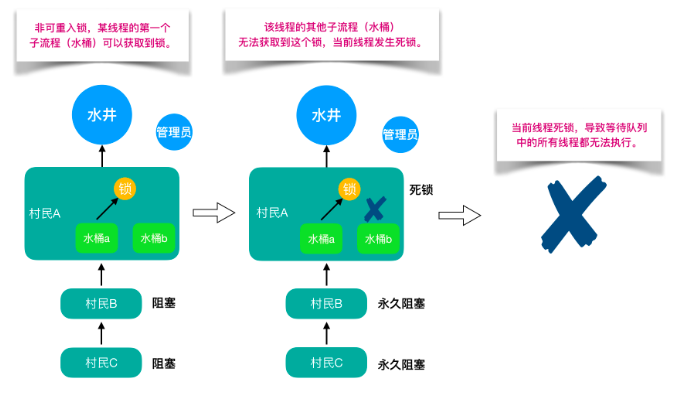 非可重入锁，某线程的第一个
子流程（水桶）可以获取到锁。
水井
管理员
锁
村民A
水桶a
水桶b
村民B
阻塞
村民C
阻塞
该线程的其他子流程（水桶）
无法获取到这个锁，当前线程发生死锁。
水井
管理员
锁
死锁
村民A
水桶a
水桶b
村民B
永久阻塞
村民C
永久阻塞
当前线程死锁，导致等待队列
中的所有线程都无法执行。